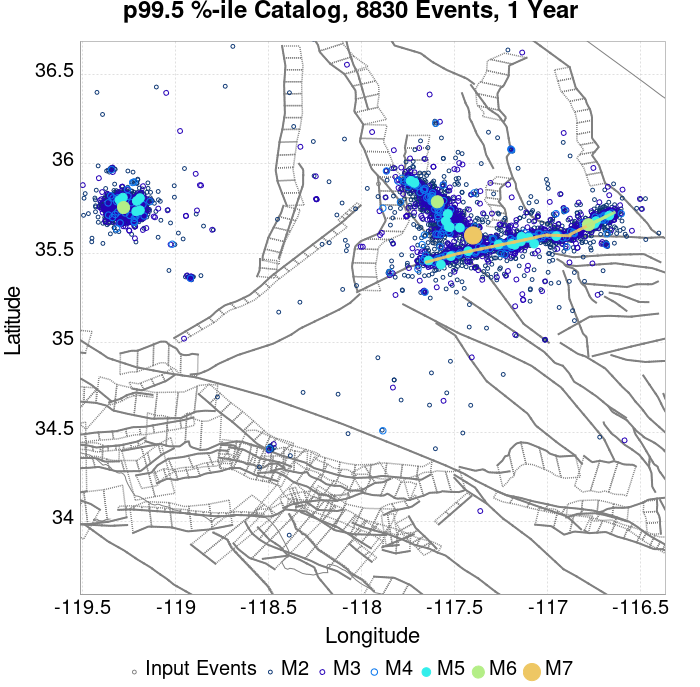 p99.5 %-ile Catalog, 8830 Events, 1 Year
36.5
36
35.5
35
34.5
34
Latitude
-119.5 -119 -118.5 -118 -117.5 -117 -116.5
Longitude
Input Events M2 M3 M4 M5 M6 M7